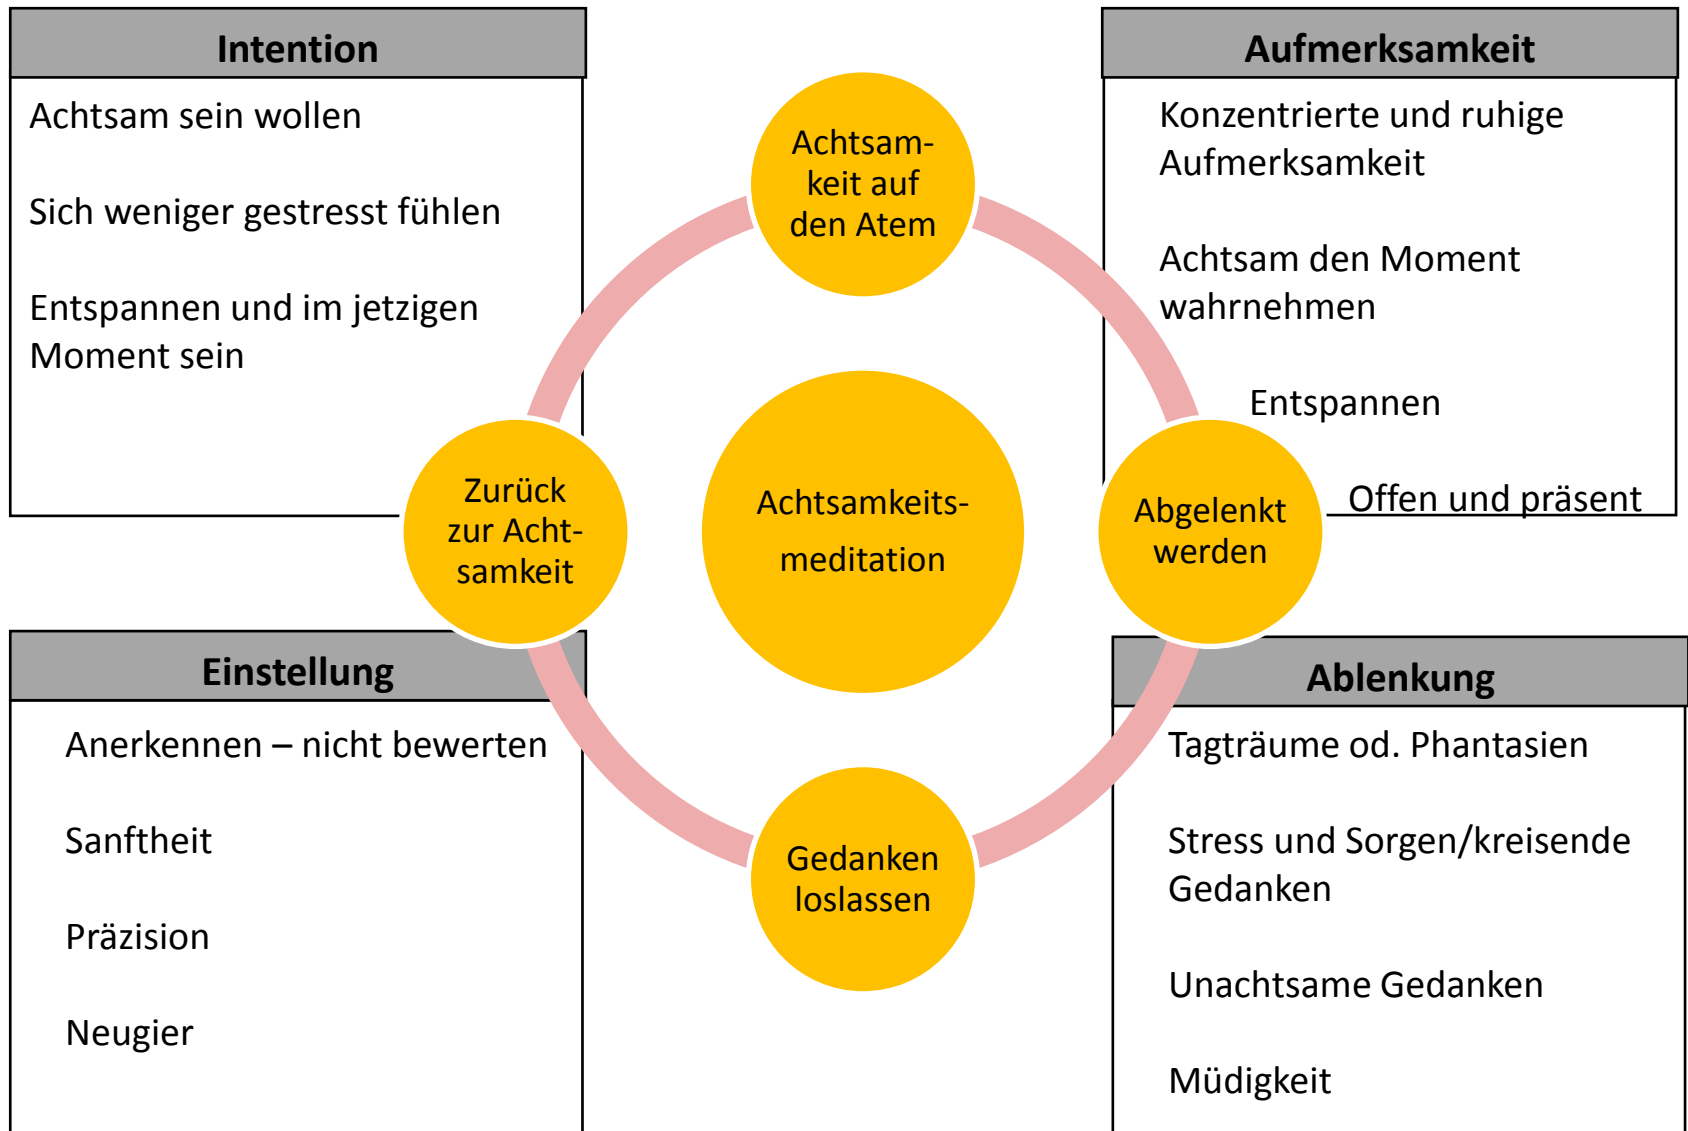 Intention
Achtsam sein wollen
Sich weniger gestresst fühlen
Entspannen und im jetzigen
Moment sein
Aufmerksamkeit
Konzentrierte und ruhige
Aufmerksamkeit
Achtsam den Moment
wahrnehmen
Entspannen
Offen und präsent
Achtsam-
keit auf
den Atem
Zurück
zur Acht-
samkeit
Achtsamkeits-
meditation
Abgelenkt
werden
Gedanken
loslassen
Einstellung
Anerkennen – nicht bewerten
Sanftheit
Präzision
Neugier
Ablenkung
Tagträume od. Phantasien
Stress und Sorgen/kreisende
Gedanken
Unachtsame Gedanken
Müdigkeit